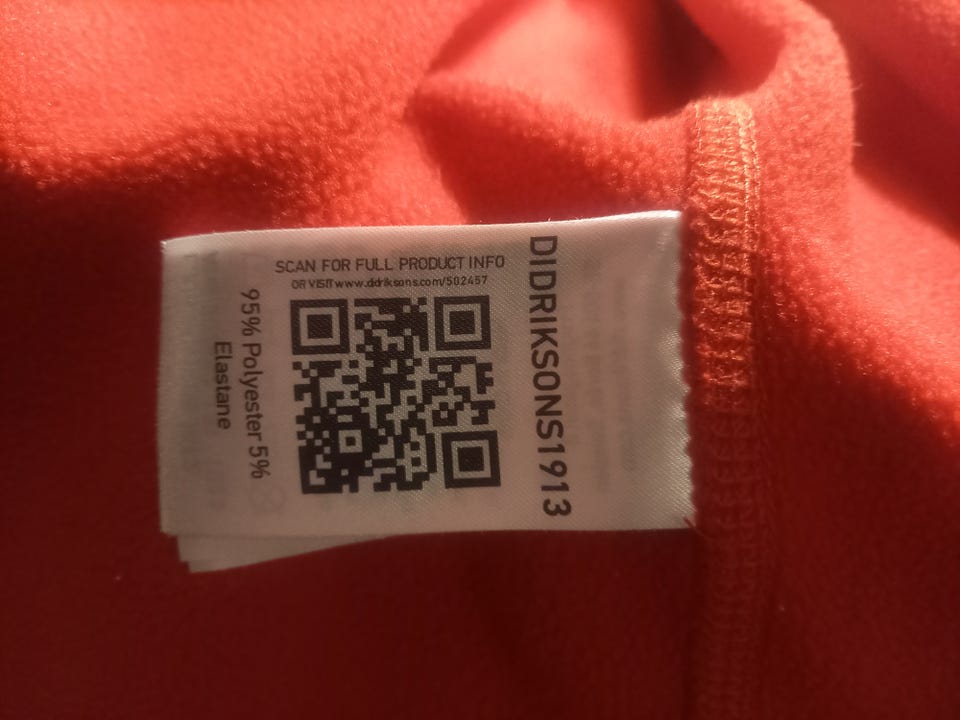 DIDRIKSONS1913
SCAN FOR FULL PRODUCT INFO
OR VISIT www.didriksons.com/502457
95% Polyester 5%
Elastane